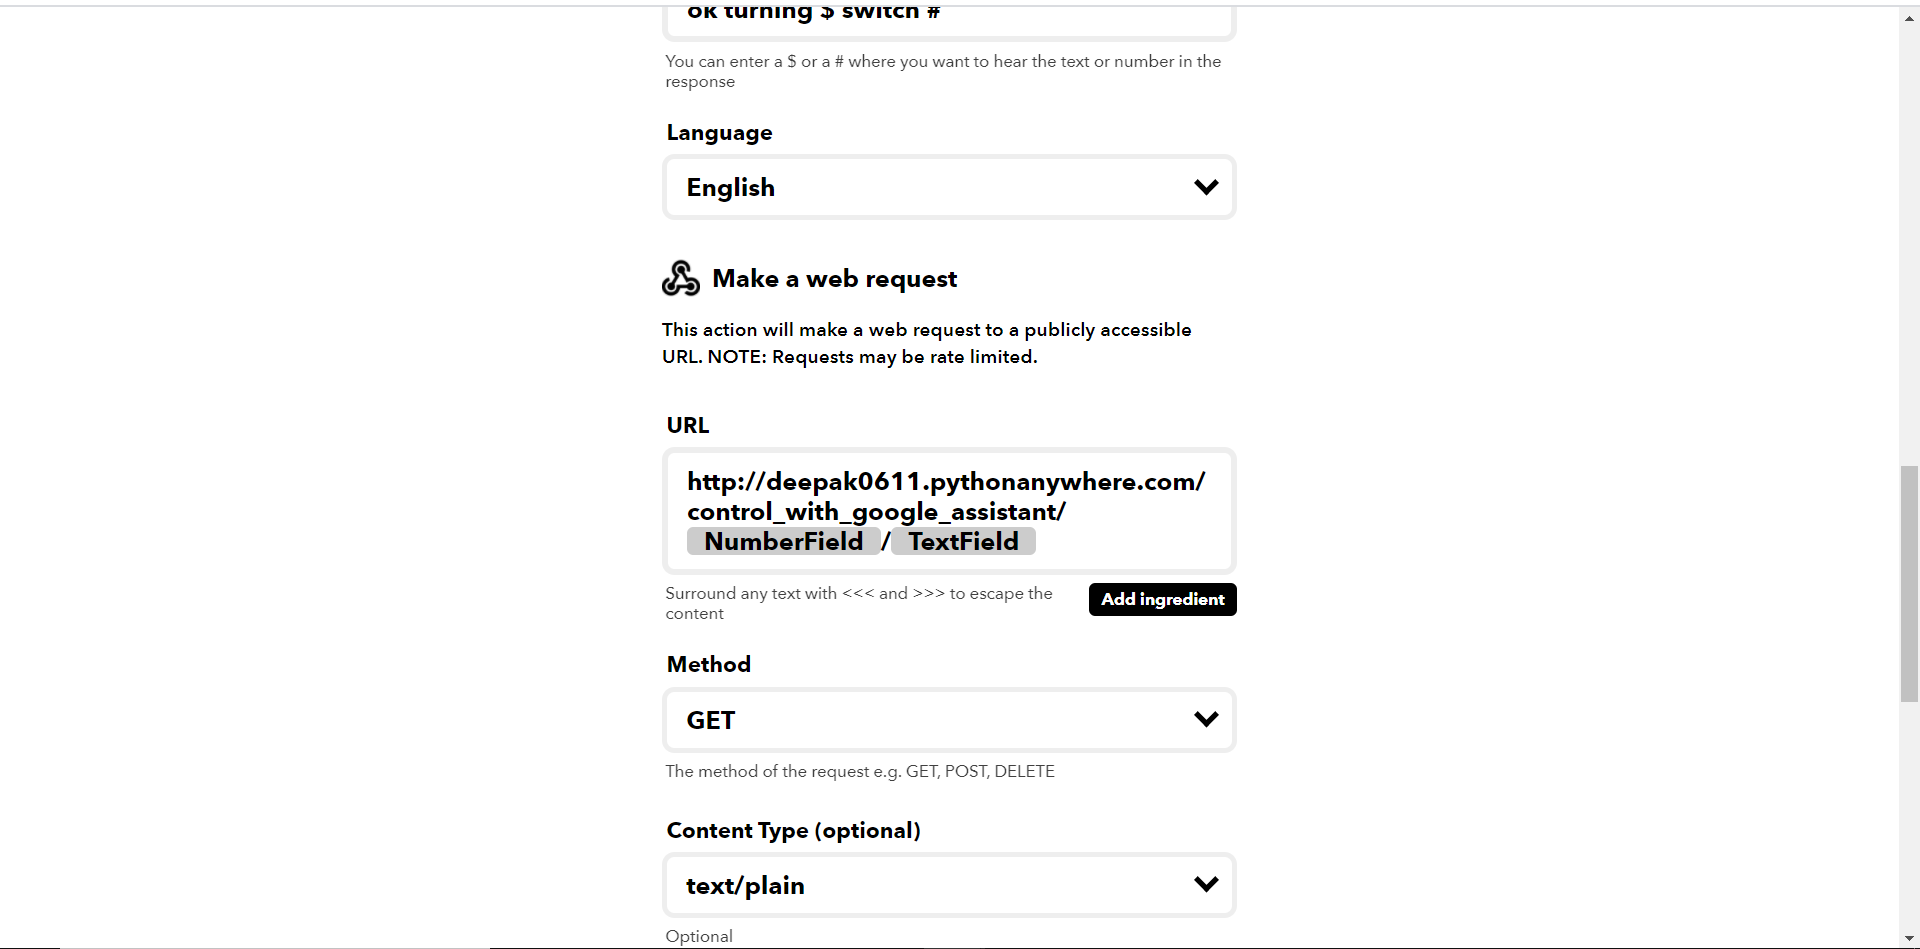 ok turning $ switch #
You can enter a $ or a # where you want to hear the text or number in the
response
Language
English
Make a web request
This action will make a web request to a publicly accessible
URL. NOTE: Requests may be rate limited.
URL
http://deepak0611.pythonanywhere.com/
control_with_google_assistant/
NumberField / TextField
Surround any text with <<< and >>> to escape the
content
Add ingredient
Method
GET
The method of the request e.g. GET, POST, DELETE
Content Type (optional)
text/plain
Optional